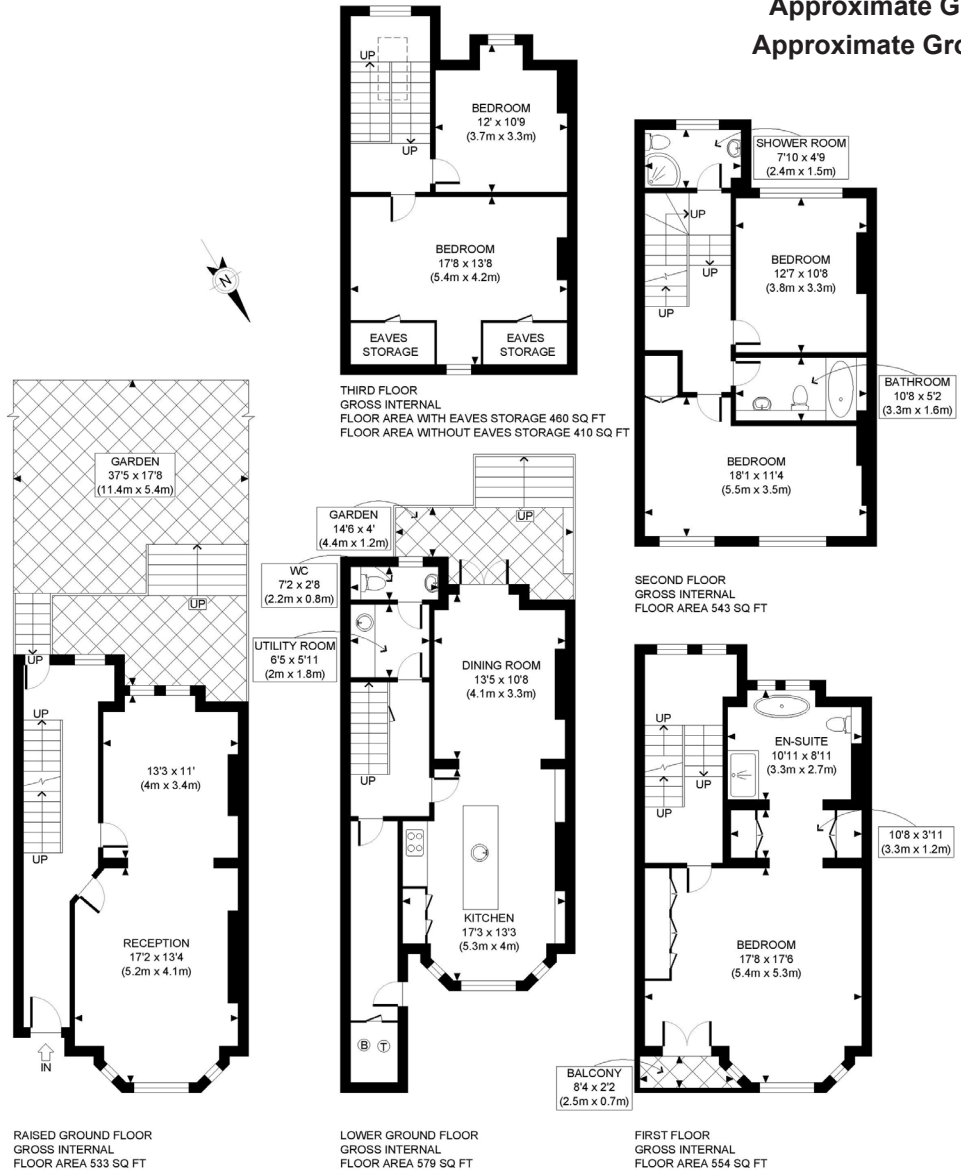 Approximate G
Approximate Gro
UP
UP
BEDROOM
12' x 10'9
(3.7m x 3.3m)
BEDROOM
17'8 x 13'8
(5.4m x 4.2m)
EAVES
STORAGE
EAVES
STORAGE
THIRD FLOOR
GROSS INTERNAL
FLOOR AREA WITH EAVES STORAGE 460 SQ FT
FLOOR AREA WITHOUT EAVES STORAGE 410 SQ FT
SHOWER ROOM
7'10 x 4'9
(2.4m x 1.5m)
UP
UP
UP
BEDROOM
12'7 x 10'8
(3.8m x 3.3m)
BATHROOM
10'8 x 5'2
(3.3m x 1.6m)
BEDROOM
18'1 x 11'4
(5.5m x 3.5m)
SECOND FLOOR
GROSS INTERNAL
FLOOR AREA 543 SQ FT
N
GARDEN
37'5 x 17'8
(11.4m x 5.4m)
UP
UP
UP
UP
13'3 x 11'
(4m x 3.4m)
RECEPTION
17'2 x 13'4
(5.2m x 4.1m)
IN
RAISED GROUND FLOOR
GROSS INTERNAL
FLOOR AREA 533 SQ FT
UP
GARDEN
14'6 x 4'
(4.4m x 1.2m)
WC
7'2 x 2'8
(2.2m x 0.8m)
UTILITY ROOM
6'5 x 5'11
(2m x 1.8m)
DINING ROOM
13'5 x 10'8
(4.1m x 3.3m)
UP
KITCHEN
17'3 x 13'3
(5.3m x 4m)
B T
LOWER GROUND FLOOR
GROSS INTERNAL
FLOOR AREA 579 SQ FT
UP
UP
UP
EN-SUITE
10'11 x 8'11
(3.3m x 2.7m)
10'8 x 3'11
(3.3m x 1.2m)
BEDROOM
17'8 x 17'6
(5.4m x 5.3m)
BALCONY
8'4 x 2'2
(2.5m x 0.7m)
FIRST FLOOR
GROSS INTERNAL
FLOOR AREA 554 SQ FT